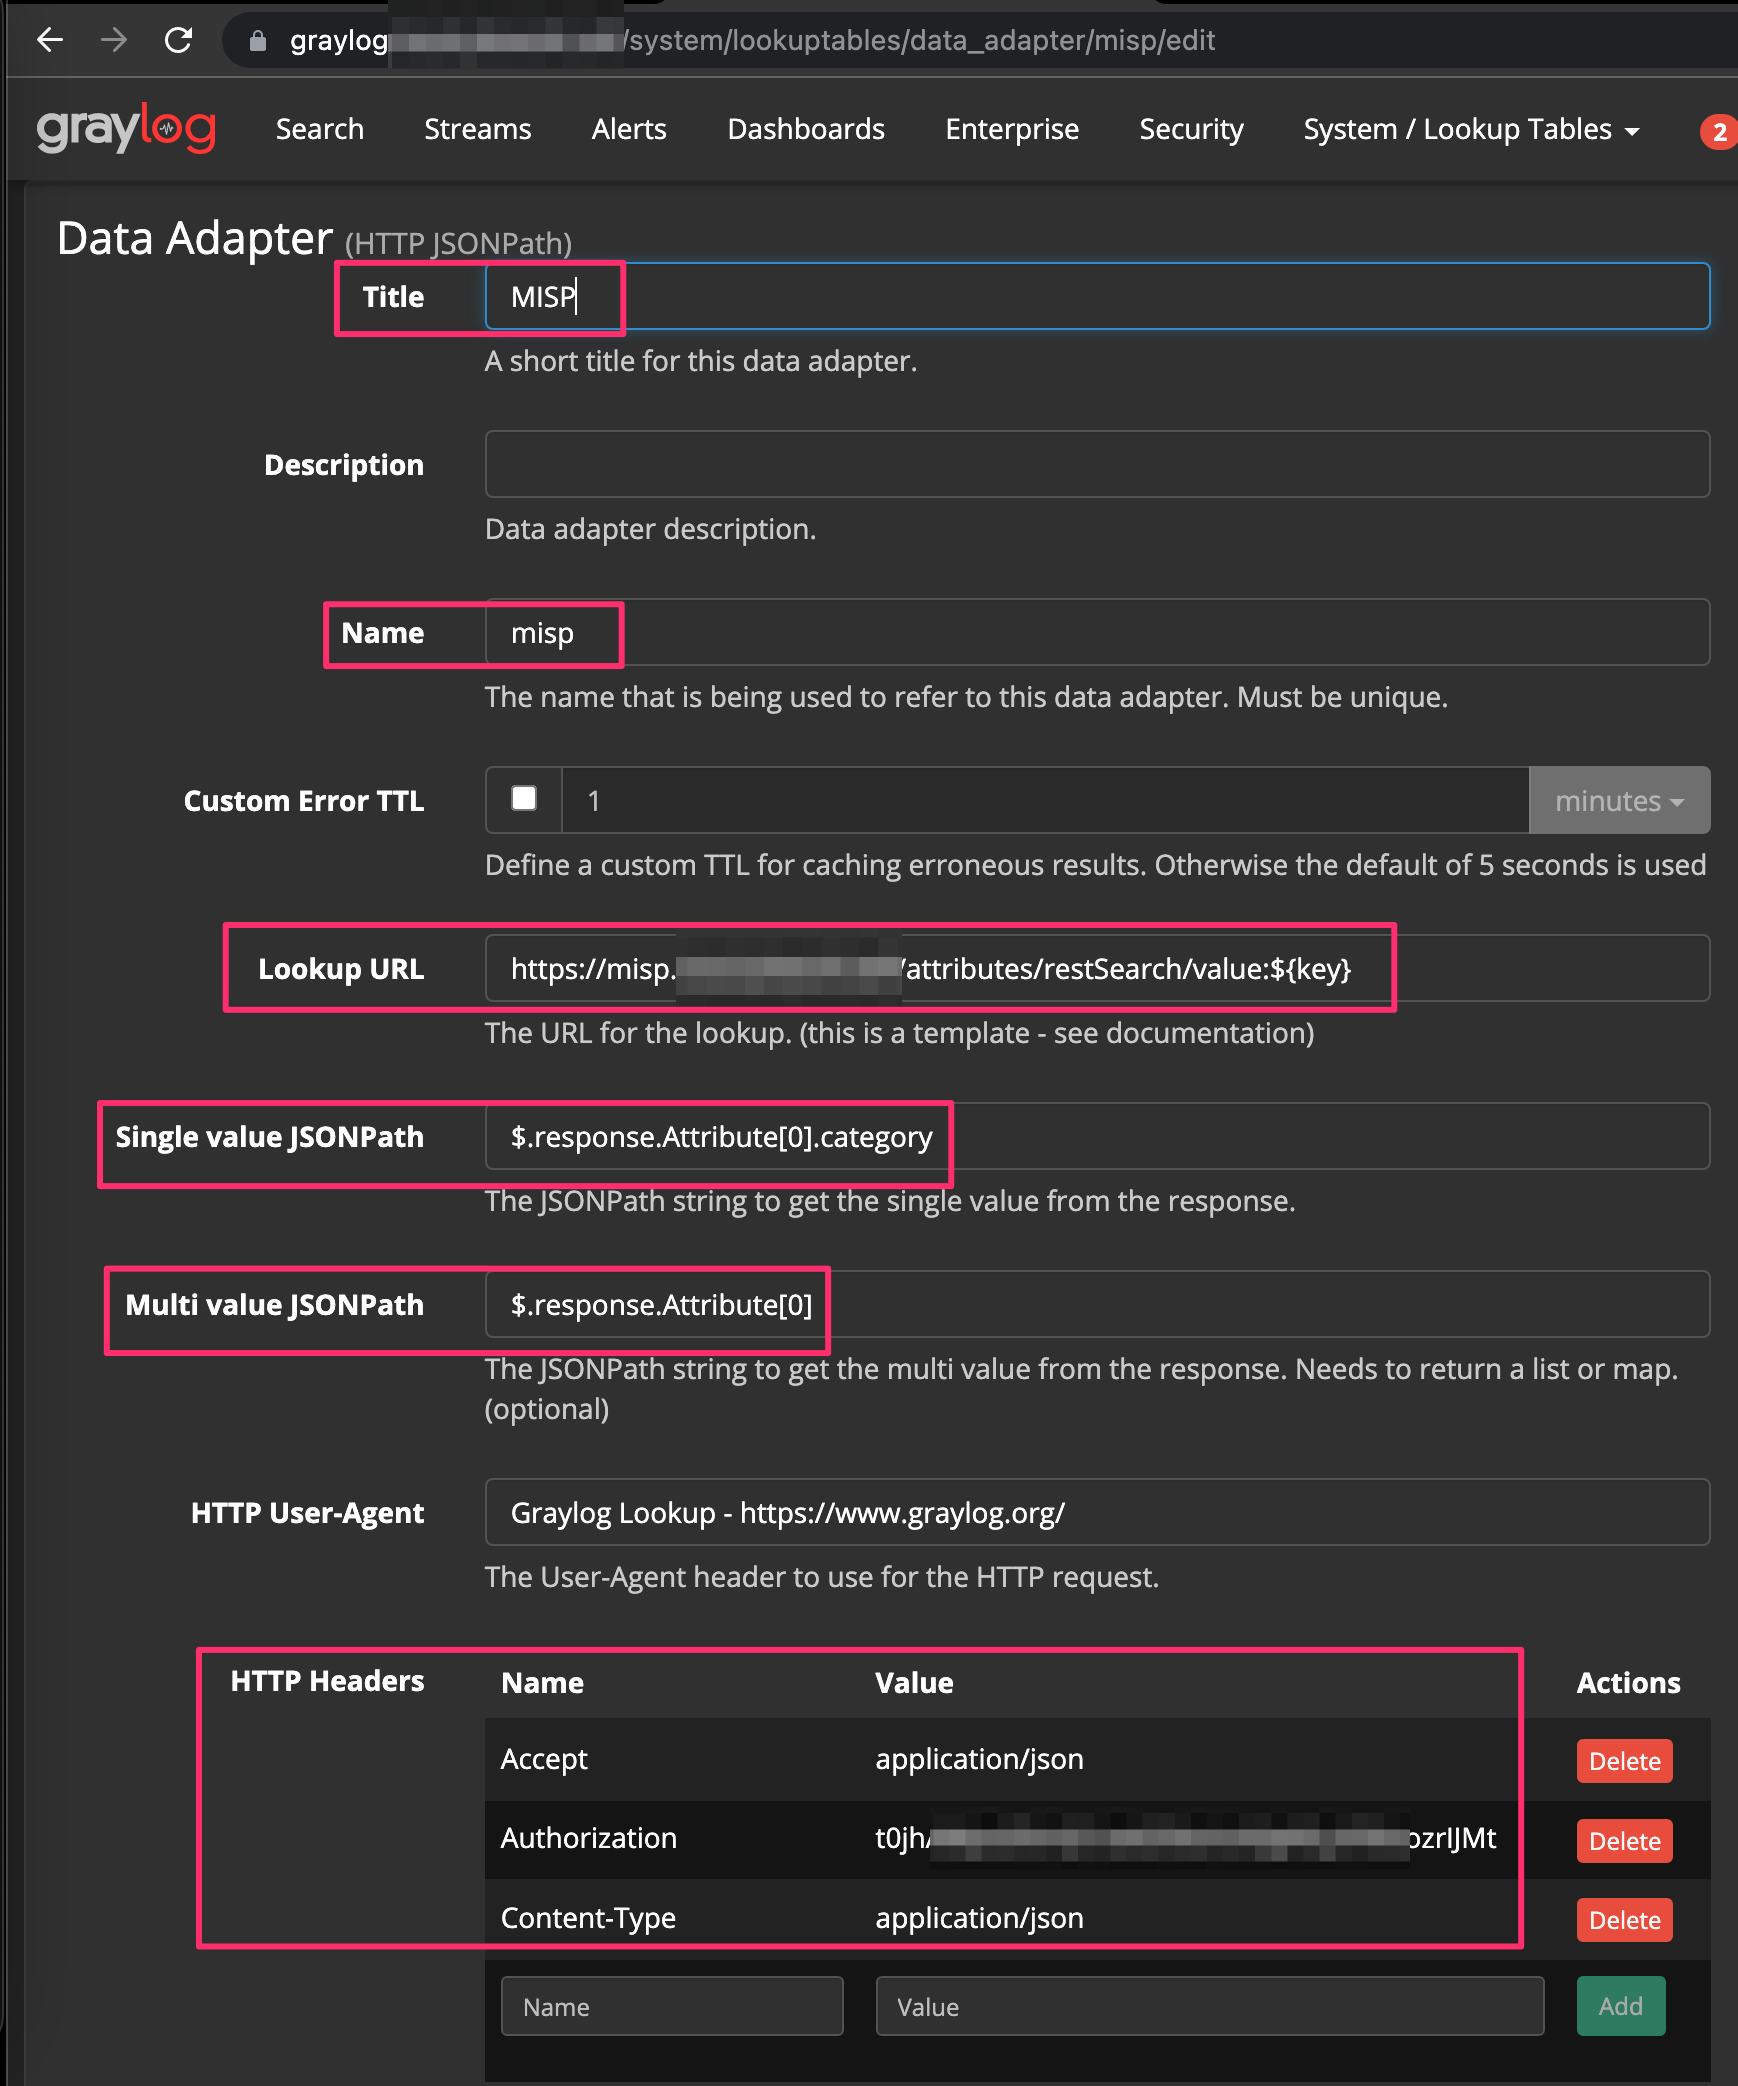 graylog /system/lookuptables/data_adapter/misp/edit
graylog Search Streams Alerts Dashboards Enterprise Security System / Lookup Tables 2
Data Adapter (HTTP JSONPath)
Title MISP
A short title for this data adapter.
Description
Data adapter description.
Name misp
The name that is being used to refer to this data adapter. Must be unique.
Custom Error TTL 1 minutes
Define a custom TTL for caching erroneous results. Otherwise the default of 5 seconds is used
Lookup URL https://misp. /attributes/restSearch/value:${key}
The URL for the lookup. (this is a template - see documentation)
Single value JSONPath $.response.Attribute[0].category
The JSONPath string to get the single value from the response.
Multi value JSONPath $.response.Attribute[0]
The JSONPath string to get the multi value from the response. Needs to return a list or map.
(optional)
HTTP User-Agent Graylog Lookup - https://www.graylog.org/
The User-Agent header to use for the HTTP request.
HTTP Headers Name Value Actions
Accept application/json Delete
Authorization t0jh ozrIJMt Delete
Content-Type application/json Delete
Name Value Add